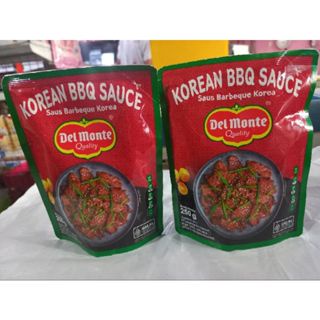 KOREAN BBQ SAUCE
Saus Barbeque Korea
Del Monte
Quality
KOREAN BBQ SAUCE
Saus Barbeque Korea
Del Monte
Quality
250 g